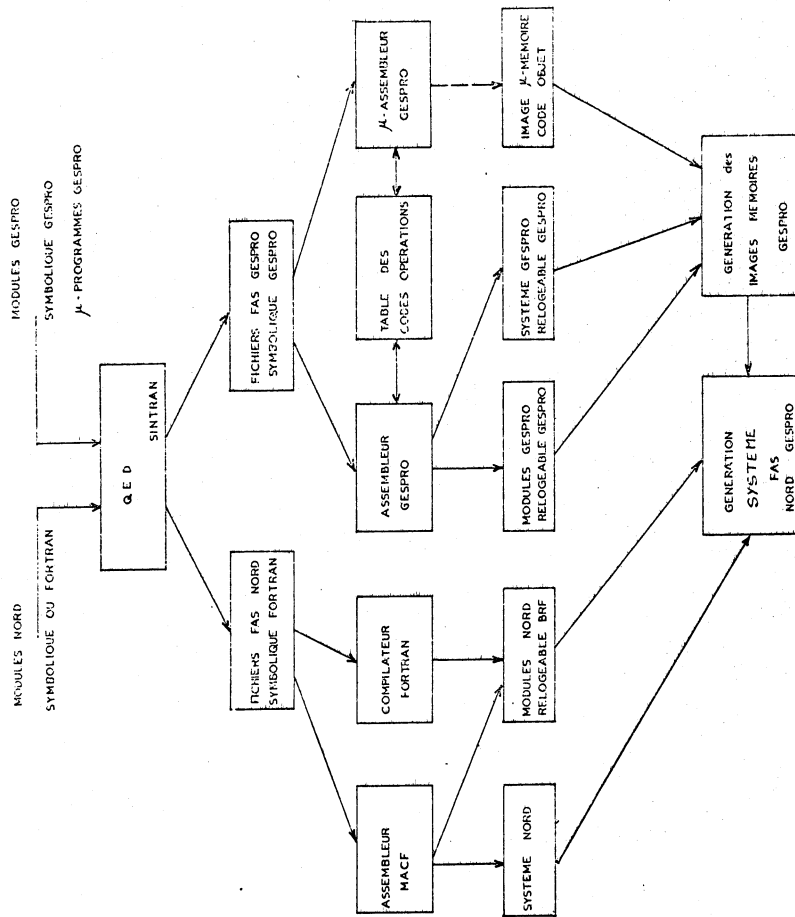 MODULES NORD
SYMBOLIQUE OU FORTRAN
MODULES GESPRO
SYMBOLIQUE GESPRO
µ-PROGRAMMES GESPRO
QED
SINTRAN
FICHIERS FAS NORD
SYMBOLIQUE FORTRAN
FICHIERS FAS GESPRO
SYMBOLIQUE GESPRO
ASSEMBLEUR
MACF
COMPILATEUR
FORTRAN
ASSEMBLEUR
GESPRO
TABLE DES
CODES OPERATIONS
µ-ASSEMBLEUR
GESPRO
SYSTEME NORD
MODULES NORD
RELOGEABLE BRF
MODULES GESPRO
RELOGEABLE GESPRO
SYSTEME GESPRO
RELOGEABLE GESPRO
IMAGE µ-MEMOIRE
CODE OBJET
GENERATION
SYSTEME
FAS
NORD GESPRO
GENERATION des
IMAGES MEMOIRES
GESPRO